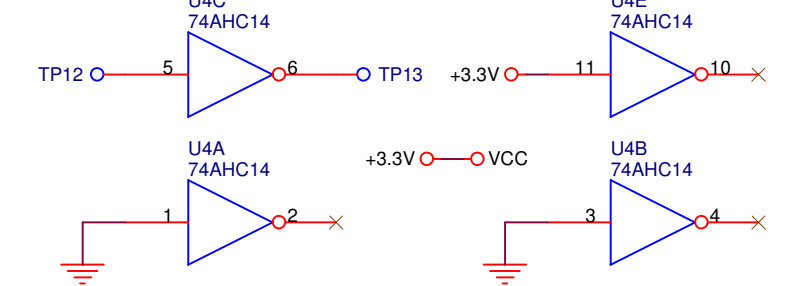 U4C
74AHC14
TP12
5
6
TP13
U4E
74AHC14
+3.3V
11
10
U4A
74AHC14
1
2
+3.3V
VCC
U4B
74AHC14
3
4